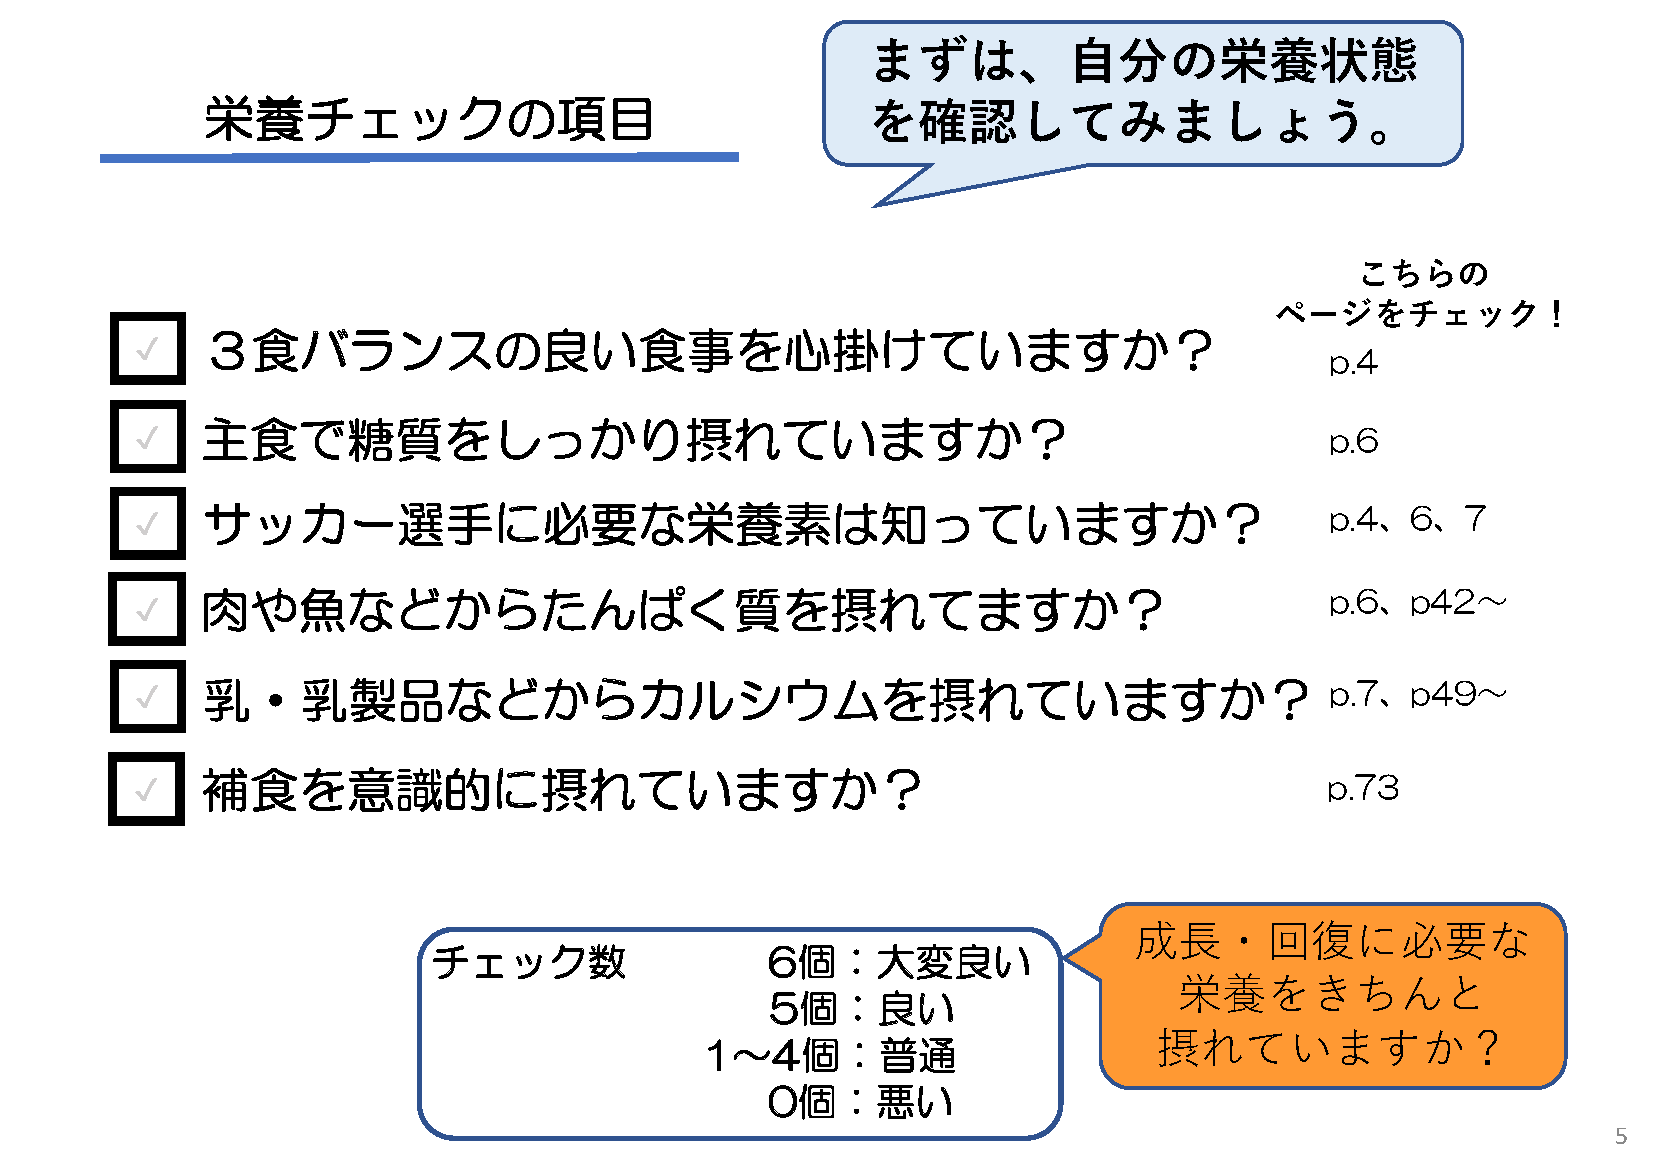 まずは、自分の栄養状態
を確認してみましょう。
栄養チェックの項目
こちらの
ページをチェック！
✓ ３食バランスの良い食事を心掛けていますか？ p.4
✓ 主食で糖質をしっかり摂れていますか？ p.6
✓ サッカー選手に必要な栄養素は知っていますか？ p.4、6、7
✓ 肉や魚などからたんぱく質を摂れてますか？ p.6、p42～
✓ 乳・乳製品などからカルシウムを摂れていますか？ p.7、p49～
✓ 補食を意識的に摂れていますか？ p.73
チェック数 6個：大変良い
5個：良い
1～4個：普通
0個：悪い
成長・回復に必要な
栄養をきちんと
摂れていますか？
5